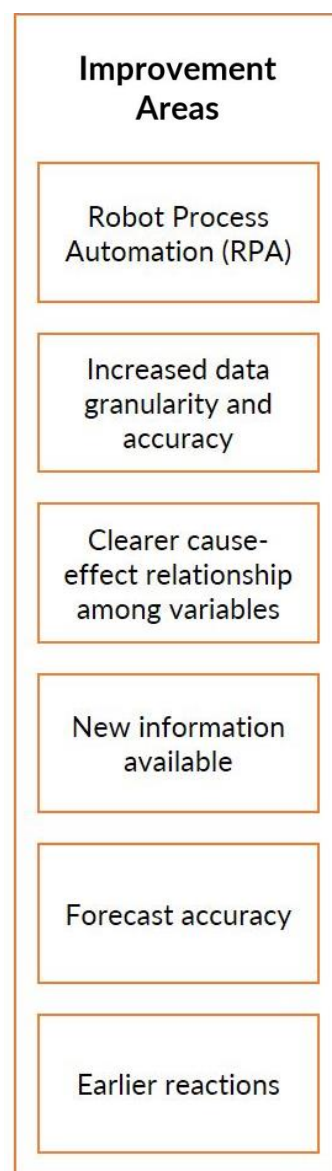 Improvement
Areas
Robot Process
Automation (RPA)
Increased data
granularity and
accuracy
Clearer cause-
effect relationship
among variables
New information
available
Forecast accuracy
Earlier reactions